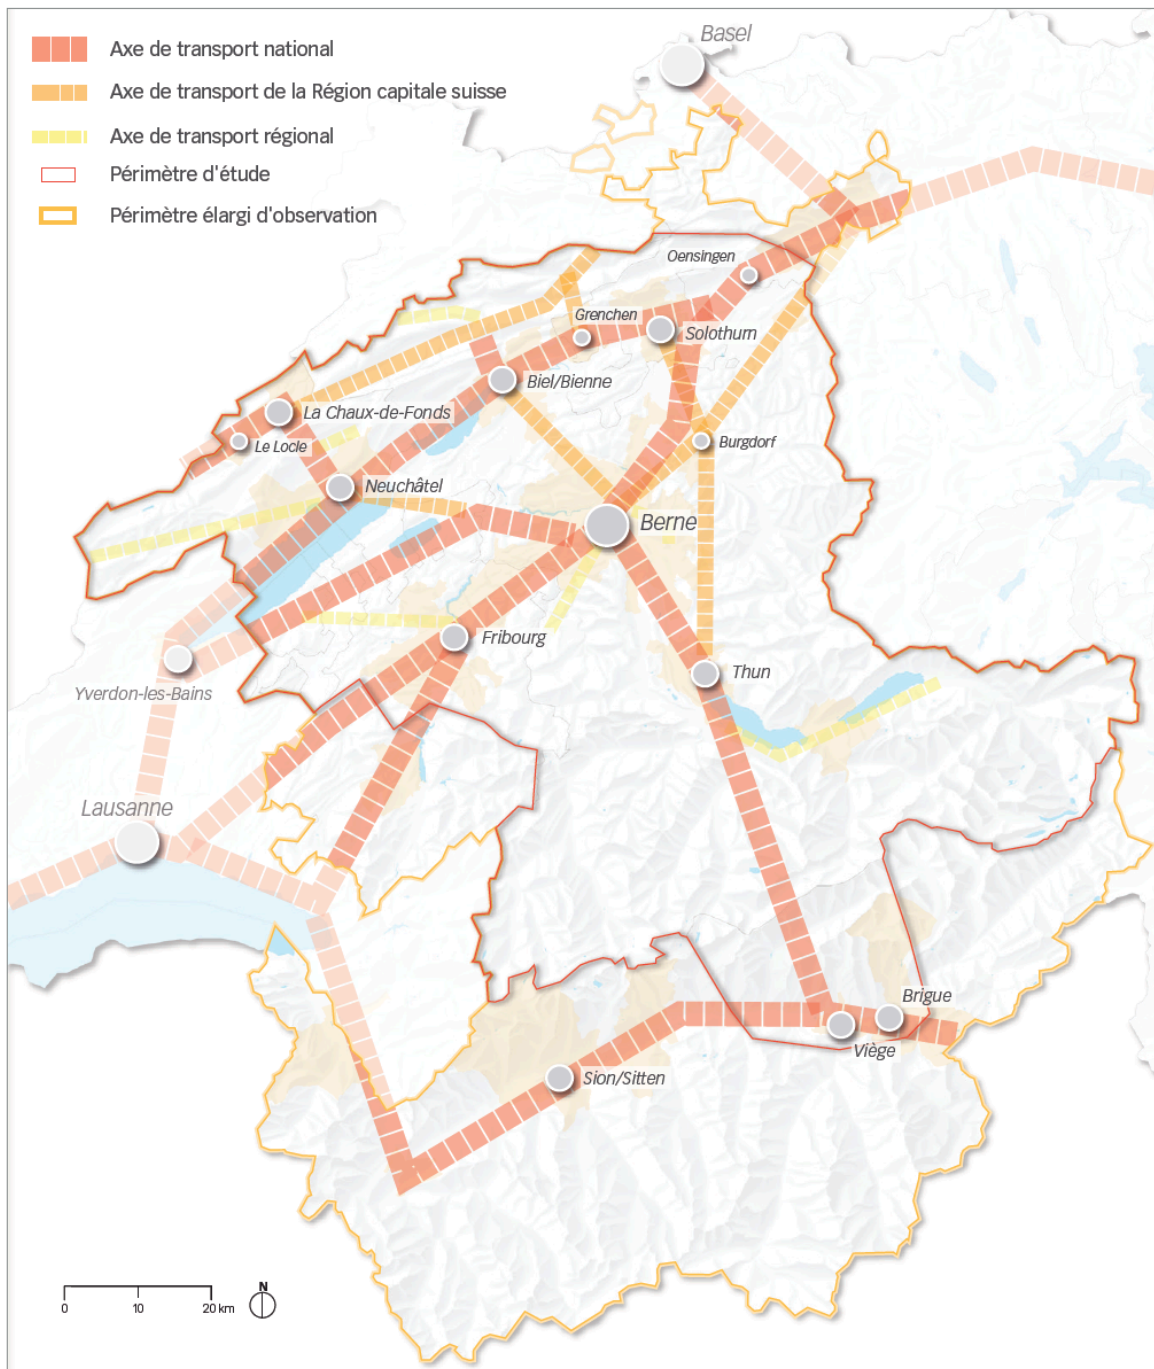 Axe de transport national
Axe de transport de la Région capitale suisse
Axe de transport régional
Périmètre d'étude
Périmètre élargi d'observation
Basel
Oensingen
Grenchen
Solothurn
Biel/Bienne
La Chaux-de-Fonds
Le Locle
Burgdorf
Neuchâtel
Berne
Fribourg
Thun
Yverdon-les-Bains
Lausanne
Brigue
Viège
Sion/Sitten
N
0 10 20 km